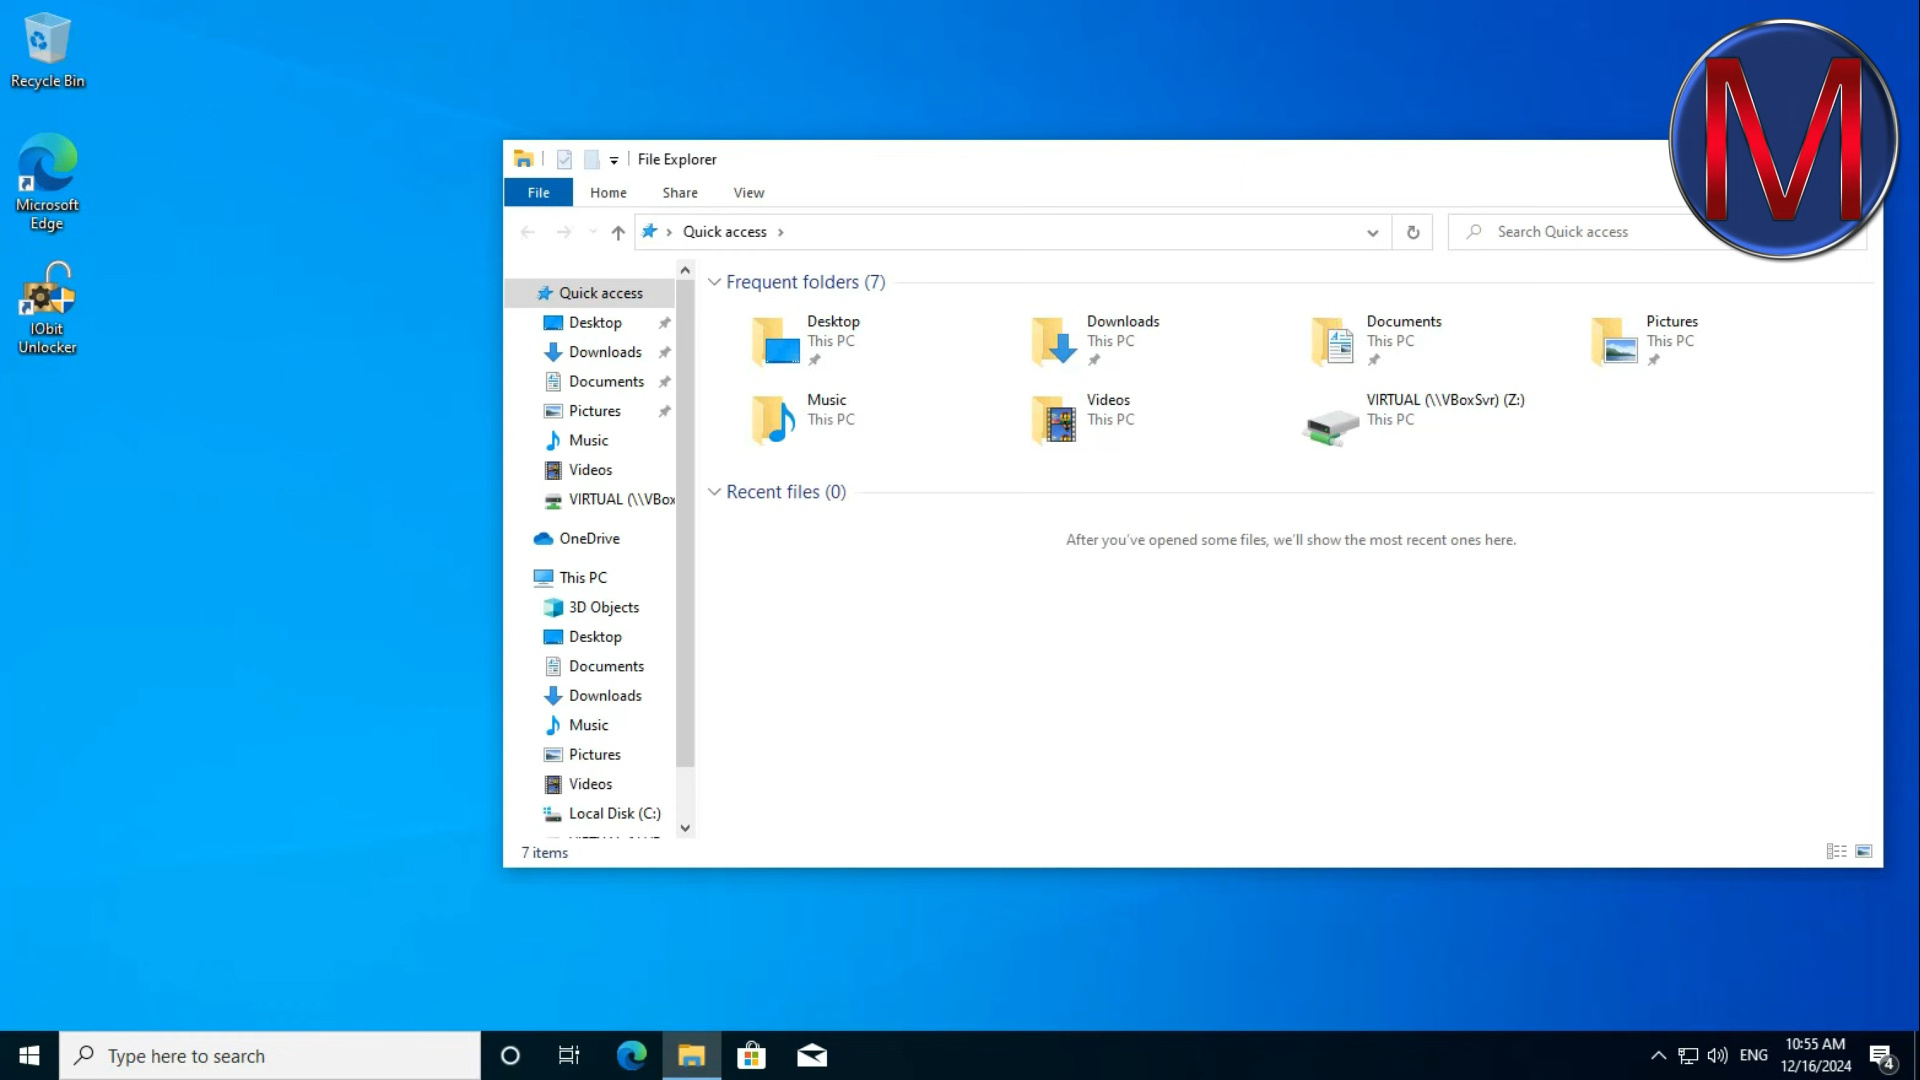 Recycle Bin
Microsoft
Edge
IObit
Unlocker
File Explorer
File
Home
Share
View
Quick access
Search Quick access
M
Quick access
Desktop
Downloads
Documents
Pictures
Music
Videos
VIRTUAL (\\VBox
OneDrive
This PC
3D Objects
Desktop
Documents
Downloads
Music
Pictures
Videos
Local Disk (C:)
Frequent folders (7)
Desktop
This PC
Downloads
This PC
Documents
This PC
Pictures
This PC
Music
This PC
Videos
This PC
VIRTUAL (\\VBoxSvr) (Z:)
This PC
Recent files (0)
After you've opened some files, we'll show the most recent ones here.
7 items
Type here to search
ENG
10:55 AM
12/16/2024
4